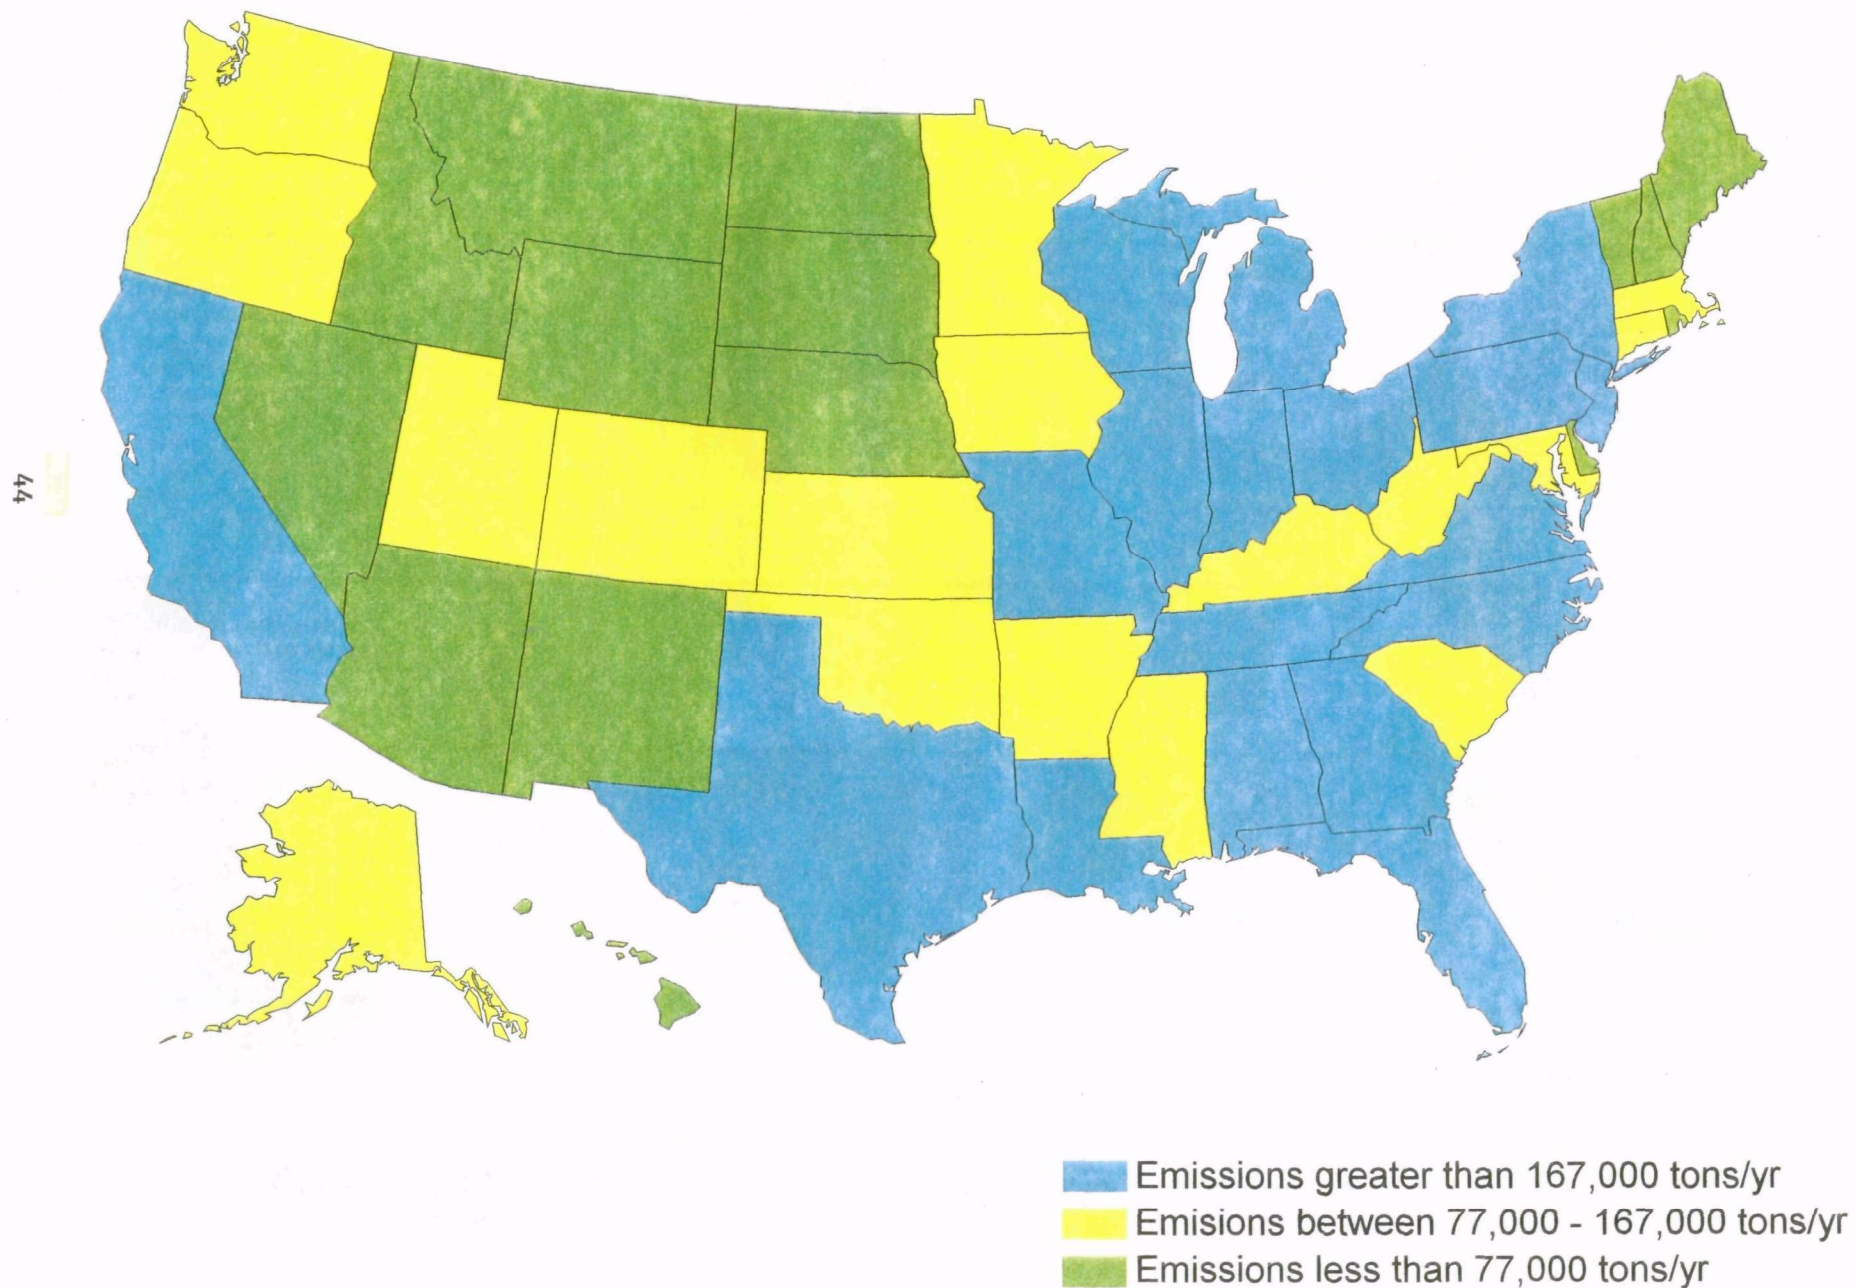 44
Emissions greater than 167,000 tons/yr
Emisions between 77,000 - 167,000 tons/yr
Emissions less than 77,000 tons/yr